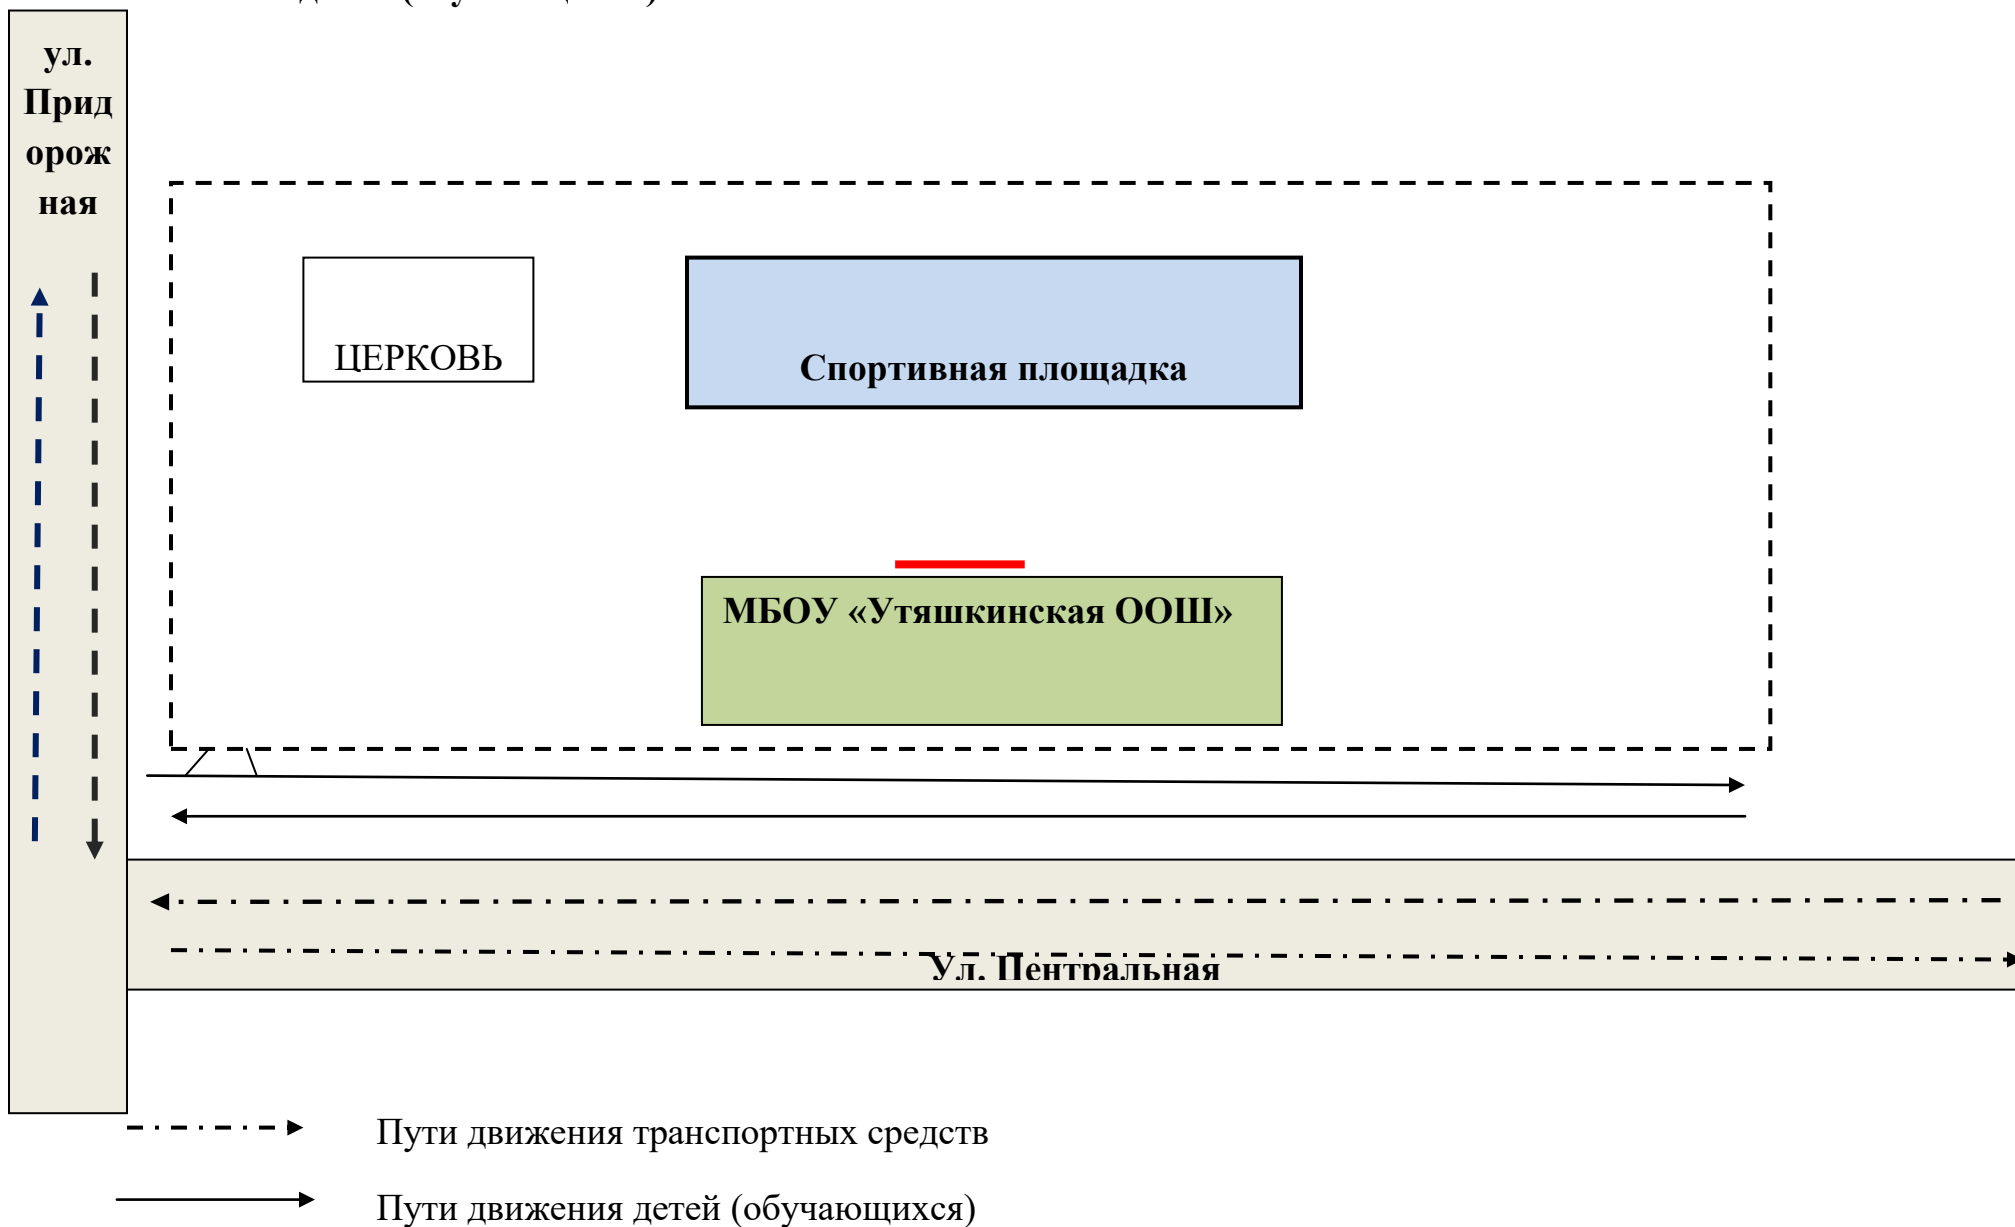 ул.
Прид
орож
ная
ЦЕРКОВЬ
Спортивная площадка
МБОУ «Утяшкинская ООШ»
Ул. Центральная
Пути движения транспортных средств
Пути движения детей (обучающихся)